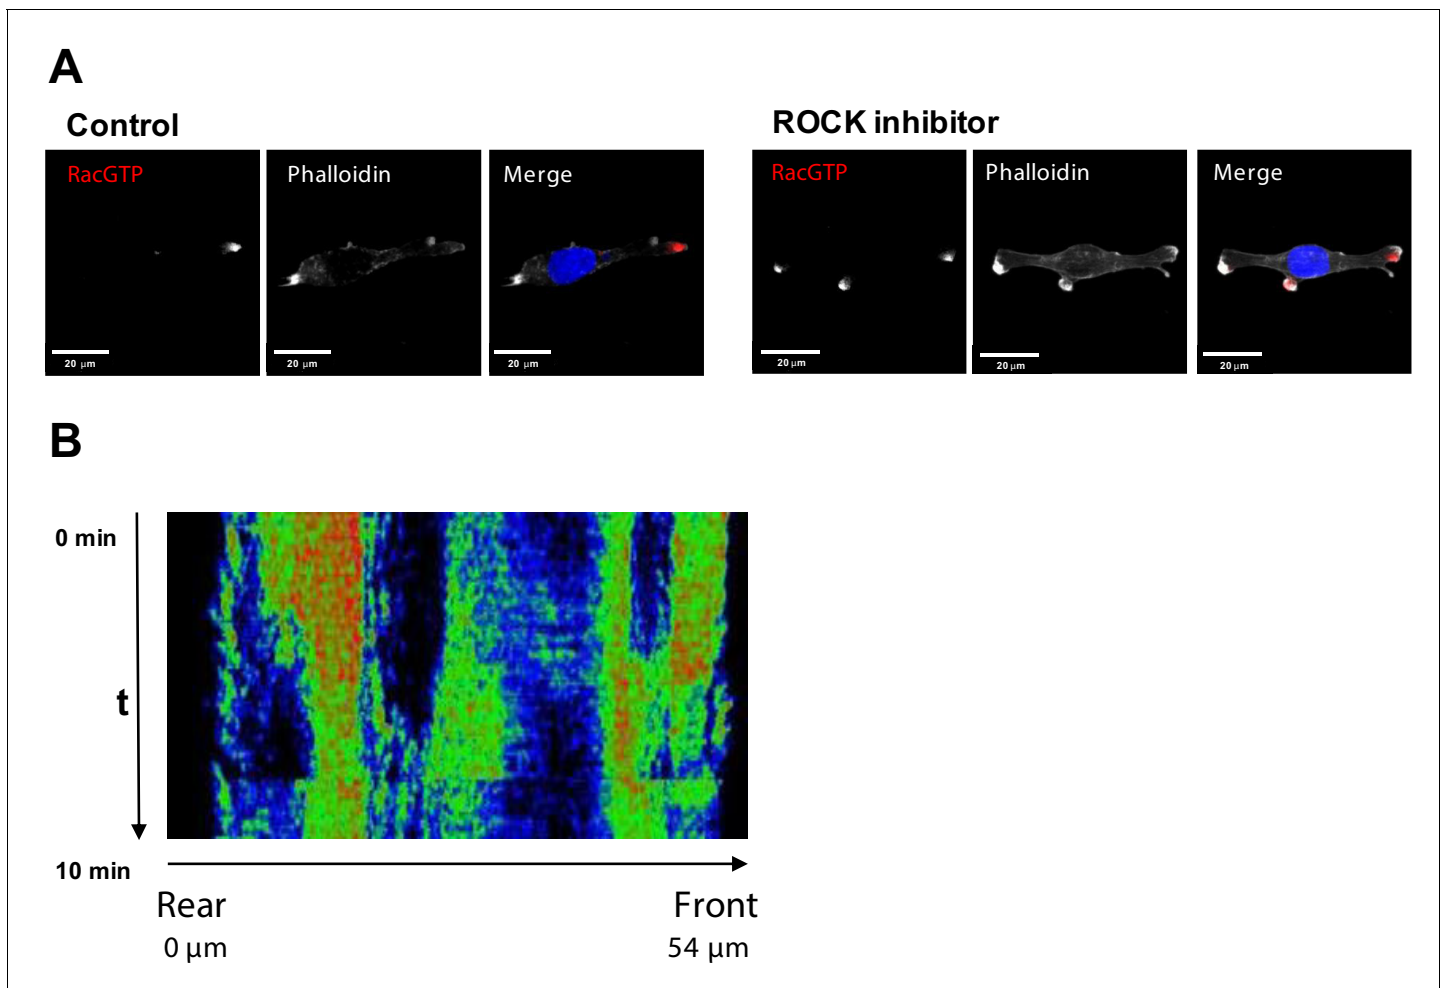 A
Control
ROCK inhibitor
RacGTP
Phalloidin
Merge
RacGTP
Phalloidin
Merge
20 µm
20 µm
20 µm
20 µm
20 µm
20 µm
B
0 min
t
10 min
Rear
Front
0 µm
54 µm